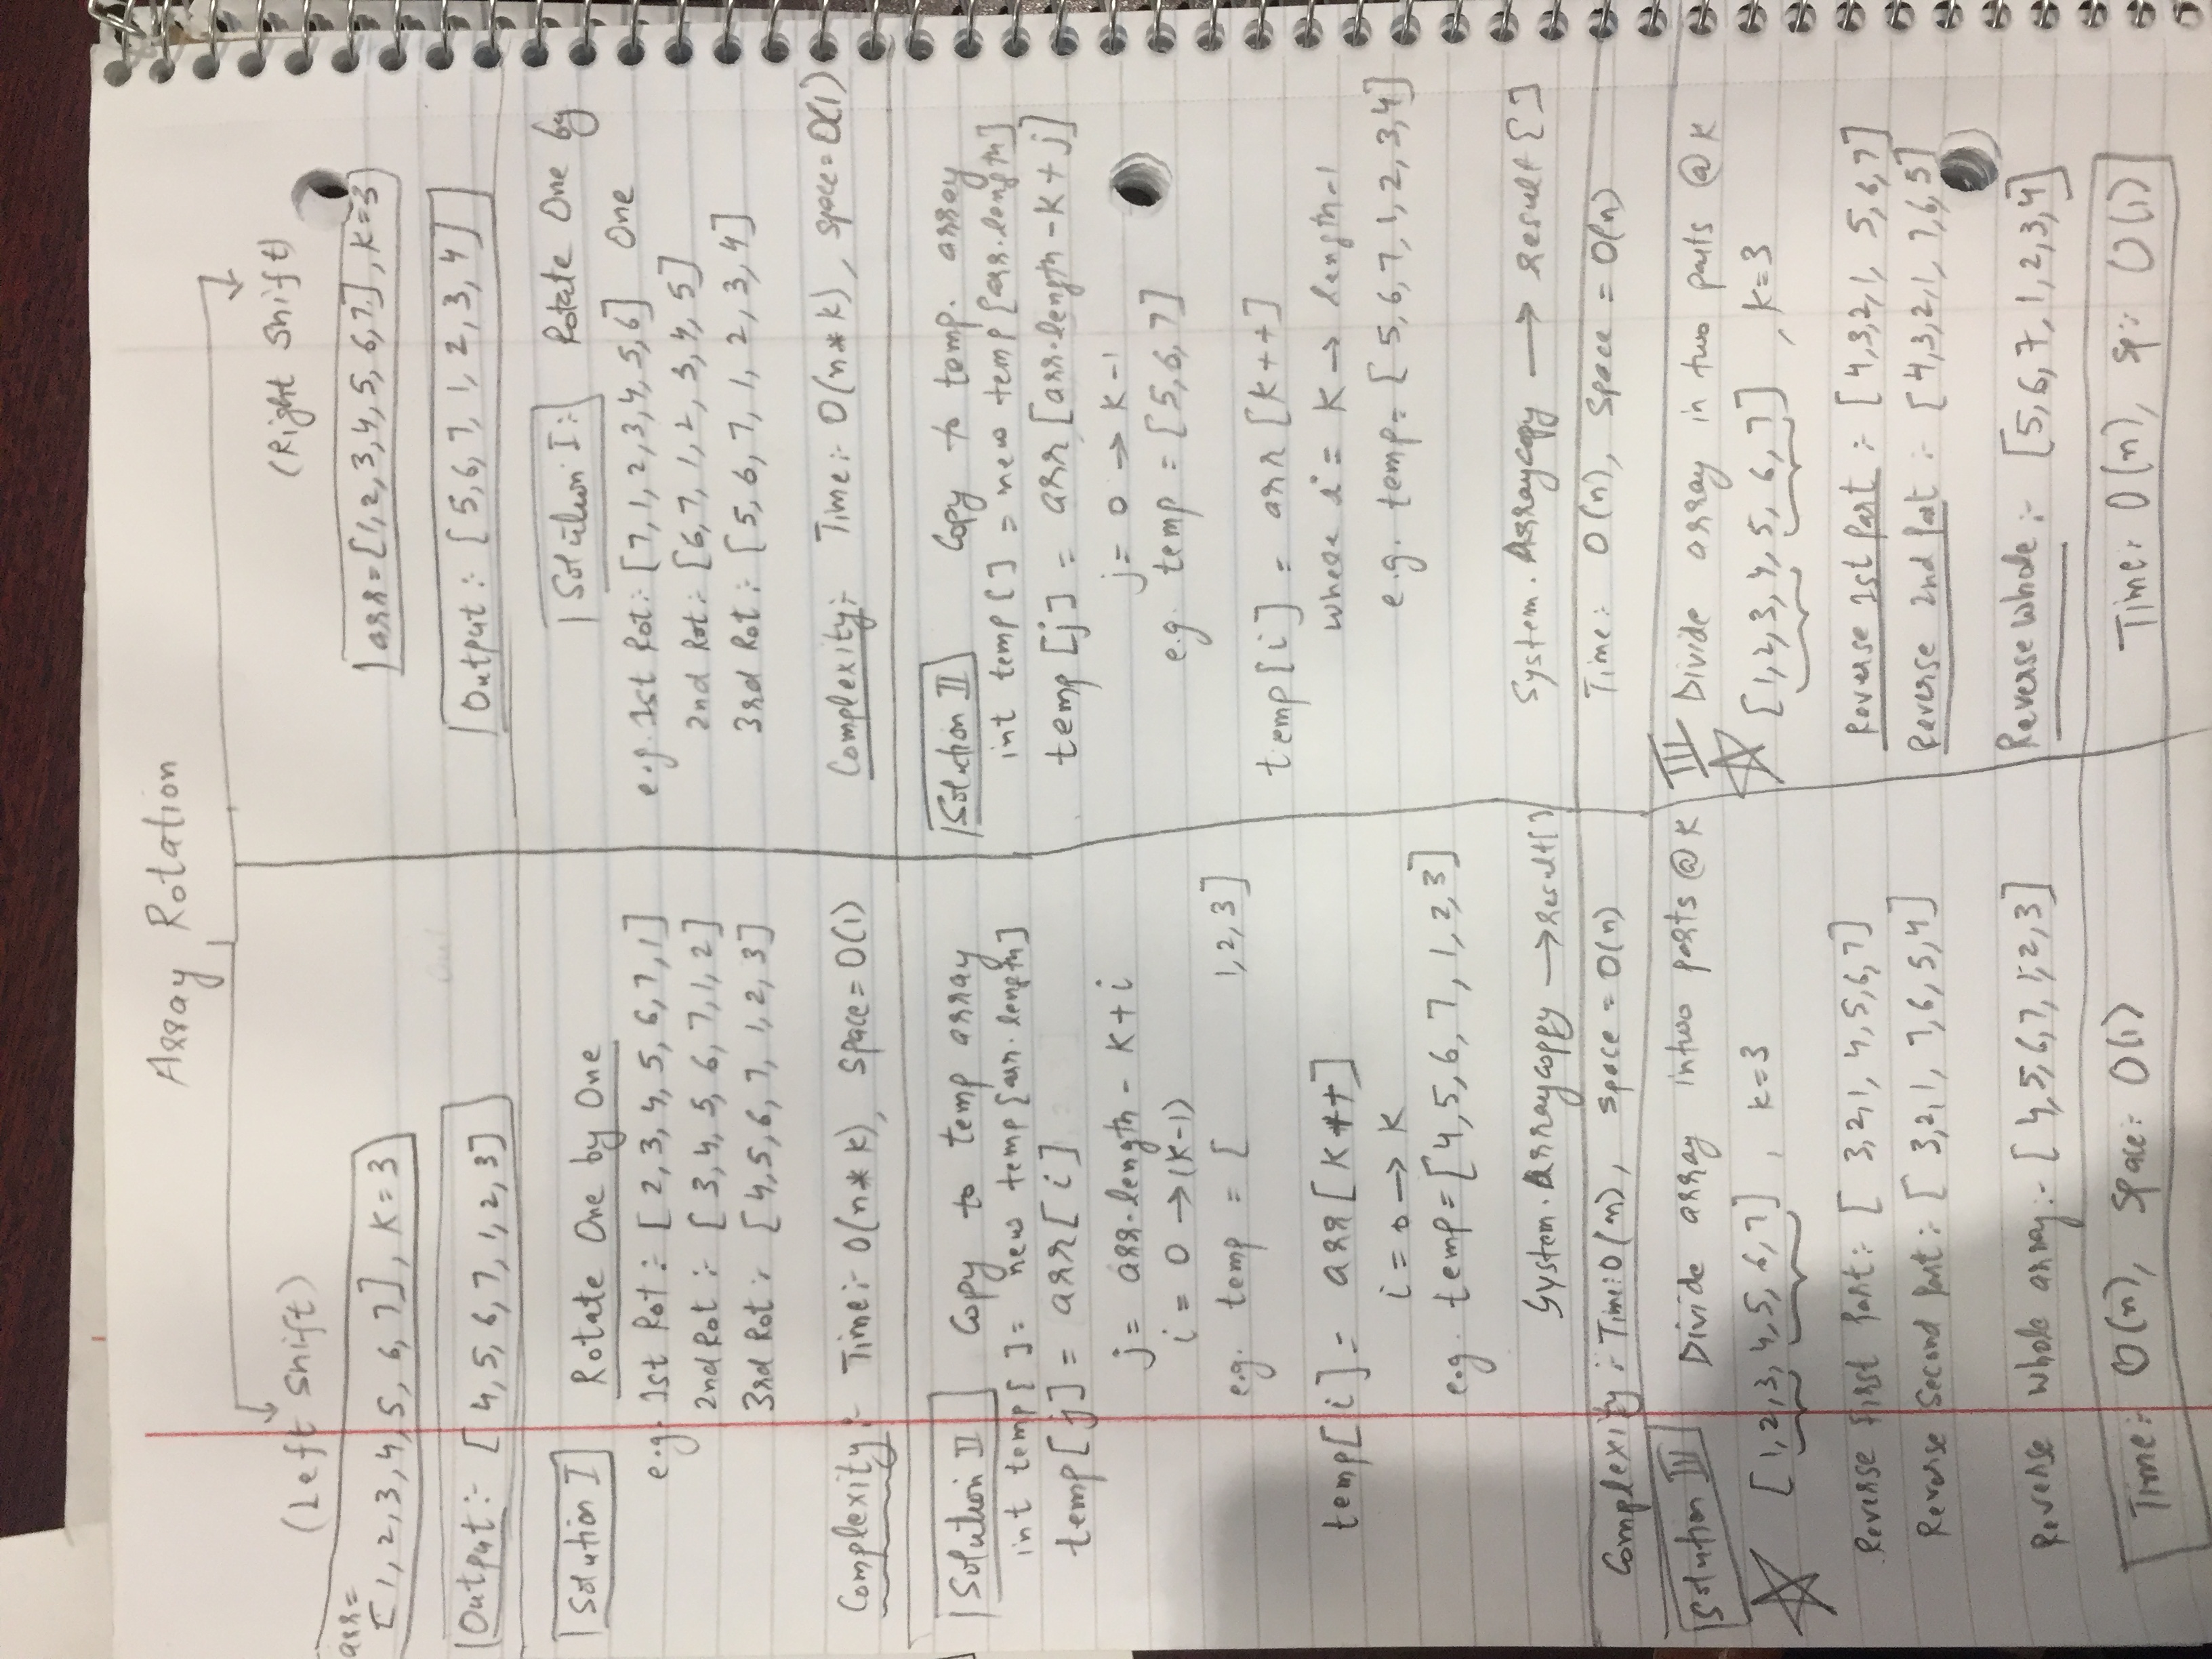 Array Rotation
(Left Shift)
arr=
[1, 2, 3, 4, 5, 6, 7], K = 3
Output:- [4, 5, 6, 7, 1, 2, 3]
Solution I Rotate One by One
e.g. 1st Rot:- [2, 3, 4, 5, 6, 7, 1]
2nd Rot:- [3, 4, 5, 6, 7, 1, 2]
3rd Rot:- [4, 5, 6, 7, 1, 2, 3]
Complexity:- Time:- O(n * K), Space = O(1)
Solution II Copy to temp array
int temp[ ] = new temp[arr.length]
temp[j] = arr[i]
j = arr.length - K + i
i = 0 → (K-1)
e.g. temp = [ 1, 2, 3]
temp[i] = arr[K++]
i = 0 → K
e.g. temp = [4, 5, 6, 7, 1, 2, 3]
System.Arraycoppy → result[ ]
Complexity:- Time: O(n), Space = O(n)
Solution III Divide array in two parts @ K
[1, 2, 3, 4, 5, 6, 7], K=3
Reverse First Part:- [3, 2, 1, 4, 5, 6, 7]
Reverse Second Part:- [3, 2, 1, 7, 6, 5, 4]
Reverse Whole array:- [4, 5, 6, 7, 1, 2, 3]
Time:- O(n), Space:- O(1)
(Right Shift)
arr = [1, 2, 3, 4, 5, 6, 7], K=3
Output:- [5, 6, 7, 1, 2, 3, 4]
Solution I:- Rotate One by
One
e.g. 1st Rot:- [7, 1, 2, 3, 4, 5, 6]
2nd Rot:- [6, 7, 1, 2, 3, 4, 5]
3rd Rot:- [5, 6, 7, 1, 2, 3, 4]
Complexity:- Time:- O(n * K), Space = O(1)
Solution II Copy to temp. array
int temp[ ] = new temp[arr.length]
temp[j] = arr[arr.length - K + j]
j = 0 → K-1
e.g. temp = [5, 6, 7]
temp[i] = arr[K++]
where i = K → length-1
e.g. temp = [5, 6, 7, 1, 2, 3, 4]
System.Arraycopy → result[ ]
Time:- O(n), Space = O(n)
III Divide array in two parts @ K
[1, 2, 3, 4, 5, 6, 7], K=3
Reverse 1st Part:- [4, 3, 2, 1, 5, 6, 7]
Reverse 2nd Part:- [4, 3, 2, 1, 7, 6, 5]
Reverse Whole:- [5, 6, 7, 1, 2, 3, 4]
Time:- O(n), Sp:- O(1)